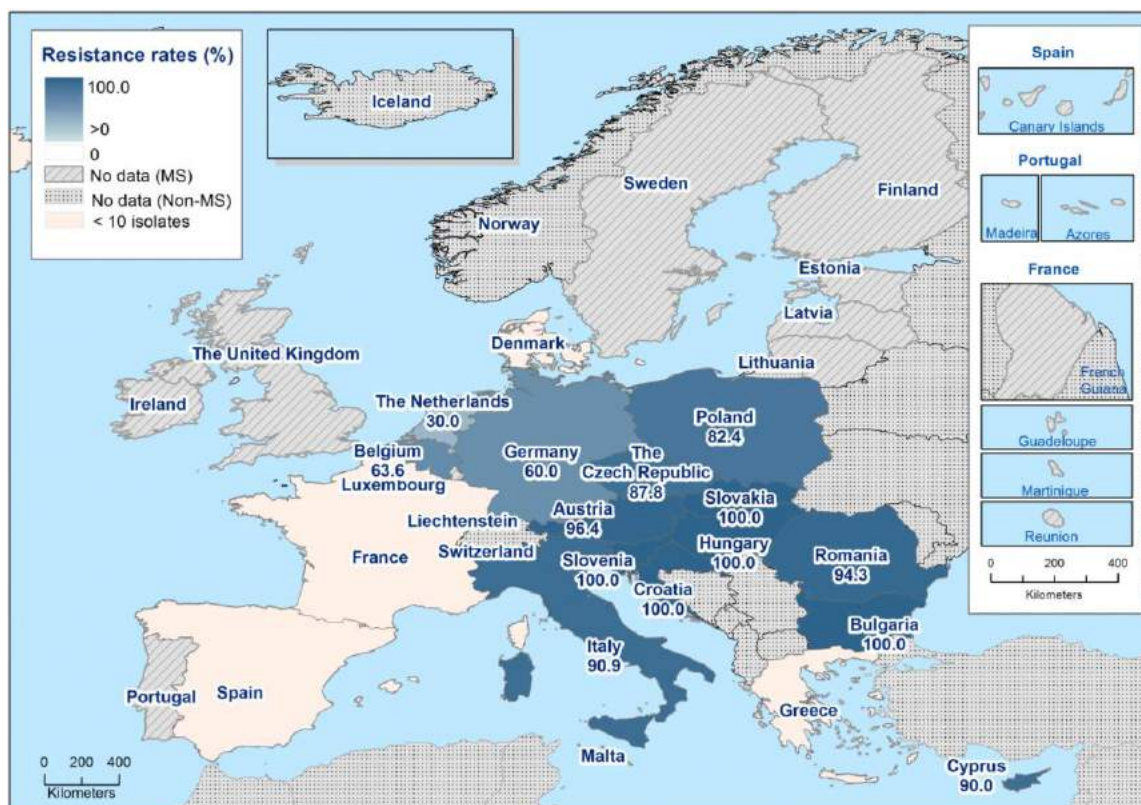 Resistance rates (%)
100.0
>0
0
No data (MS)
No data (Non-MS)
< 10 isolates
Iceland
Spain
Canary Islands
Portugal
Madeira
Azores
France
French
Guiana
Guadeloupe
Martinique
Reunion
0 200 400
Kilometers
Sweden
Finland
Norway
Estonia
Latvia
Lithuania
Denmark
The United Kingdom
Ireland
The Netherlands
30.0
Belgium
63.6
Luxembourg
Germany
60.0
Poland
82.4
The
Czech Republic
87.8
Slovakia
100.0
Austria
96.4
Liechtenstein
Switzerland
France
Hungary
100.0
Slovenia
100.0
Croatia
100.0
Romania
94.3
Bulgaria
100.0
Italy
90.9
Portugal
Spain
Greece
Malta
Cyprus
90.0
0 200 400
Kilometers